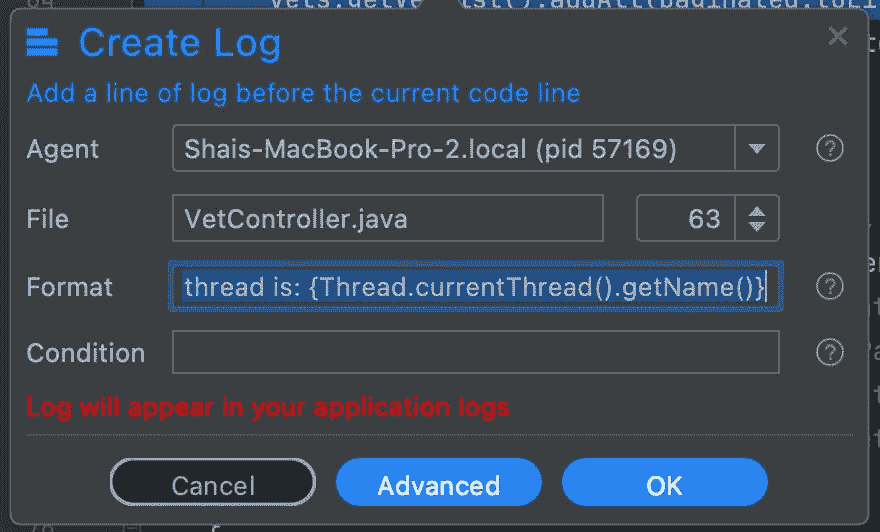 Create Log
Add a line of log before the current code line
Agent Shais-MacBook-Pro-2.local (pid 57169) ?
File VetController.java 63
Format thread is: {Thread.currentThread().getName()} ?
Condition ?
Log will appear in your application logs
Cancel Advanced OK